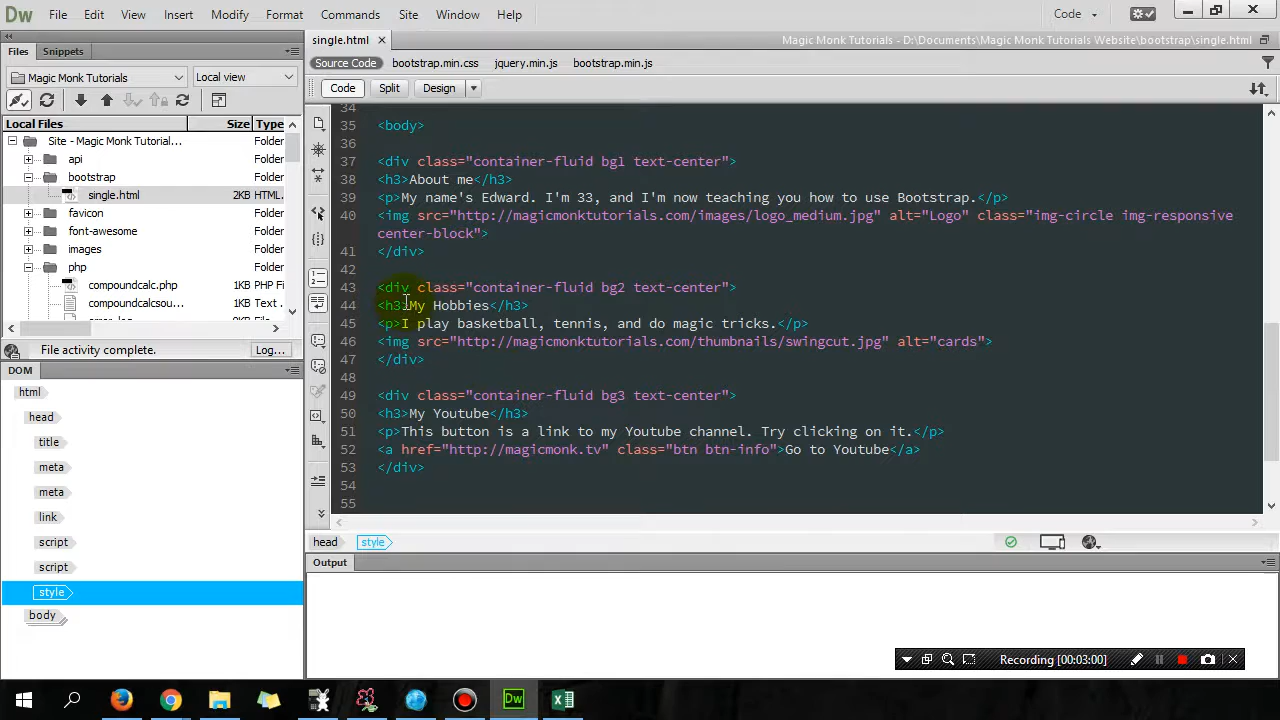 Dw File Edit View Insert Modify Format Commands Site Window Help Code
Files Snippets
single.html
Magic Monk Tutorials - D:\Documents\Magic Monk Tutorials Website\bootstrap\single.html
Source Code bootstrap.min.css jquery.min.js bootstrap.min.js
Magic Monk Tutorials Local view
Code Split Design
Local Files Size Type
Site - Magic Monk Tutorial... Folder
api Folder
bootstrap Folder
single.html 2KB HTML
favicon Folder
font-awesome Folder
images Folder
php Folder
compoundcalc.php 1KB PHP Fi
compoundcalcsou... 2KB Text
File activity complete. Log...
DOM
html
head
title
meta
meta
link
script
script
style
body
34
35 <body>
36
37 <div class="container-fluid bg1 text-center">
38 <h3>About me</h3>
39 <p>My name's Edward. I'm 33, and I'm now teaching you how to use Bootstrap.</p>
40 <img src="http://magicmonktutorials.com/images/logo_medium.jpg" alt="Logo" class="img-circle img-responsive
center-block">
41 </div>
42
43 <div class="container-fluid bg2 text-center">
44 <h3>My Hobbies</h3>
45 <p>I play basketball, tennis, and do magic tricks.</p>
46 <img src="http://magicmonktutorials.com/thumbnails/swingcut.jpg" alt="cards">
47 </div>
48
49 <div class="container-fluid bg3 text-center">
50 <h3>My Youtube</h3>
51 <p>This button is a link to my Youtube channel. Try clicking on it.</p>
52 <a href="http://magicmonk.tv" class="btn btn-info">Go to Youtube</a>
53 </div>
54
55
head style
Output
Recording [00:03:00]
Dw